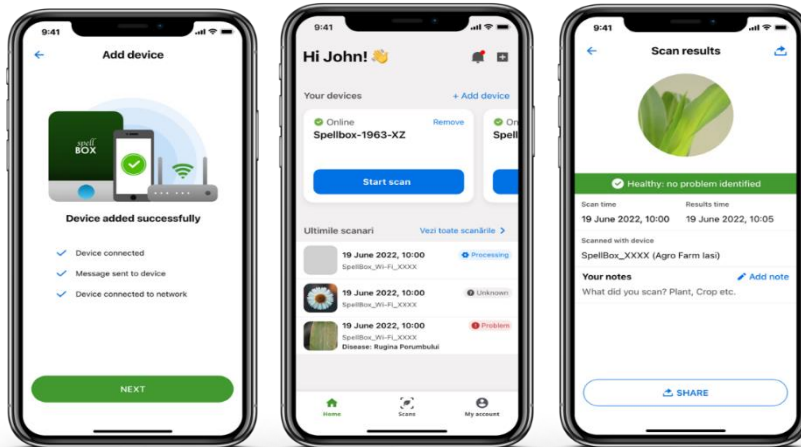 9:41
Add device
spell
BOX
Device added successfully
Device connected
Message sent to device
Device connected to network
NEXT
9:41
Hi John! 👋
Your devices
+ Add device
Online
Remove
Spellbox-1963-XZ
Start scan
On
Spell
Ultimile scanari
Vezi toate scanările >
19 June 2022, 10:00
Processing
SpellBox_Wi-Fi_XXXX
19 June 2022, 10:00
Unknown
SpellBox_Wi-Fi_XXXX
19 June 2022, 10:00
Problem
SpellBox_Wi-Fi_XXXX
Disease: Rugina Porumbului
Home
Scans
My account
9:41
Scan results
Healthy: no problem identified
Scan time
Results time
19 June 2022, 10:00
19 June 2022, 10:05
Scanned with device
SpellBox_XXXX (Agro Farm Iasi)
Your notes
Add note
What did you scan? Plant, Crop etc.
SHARE